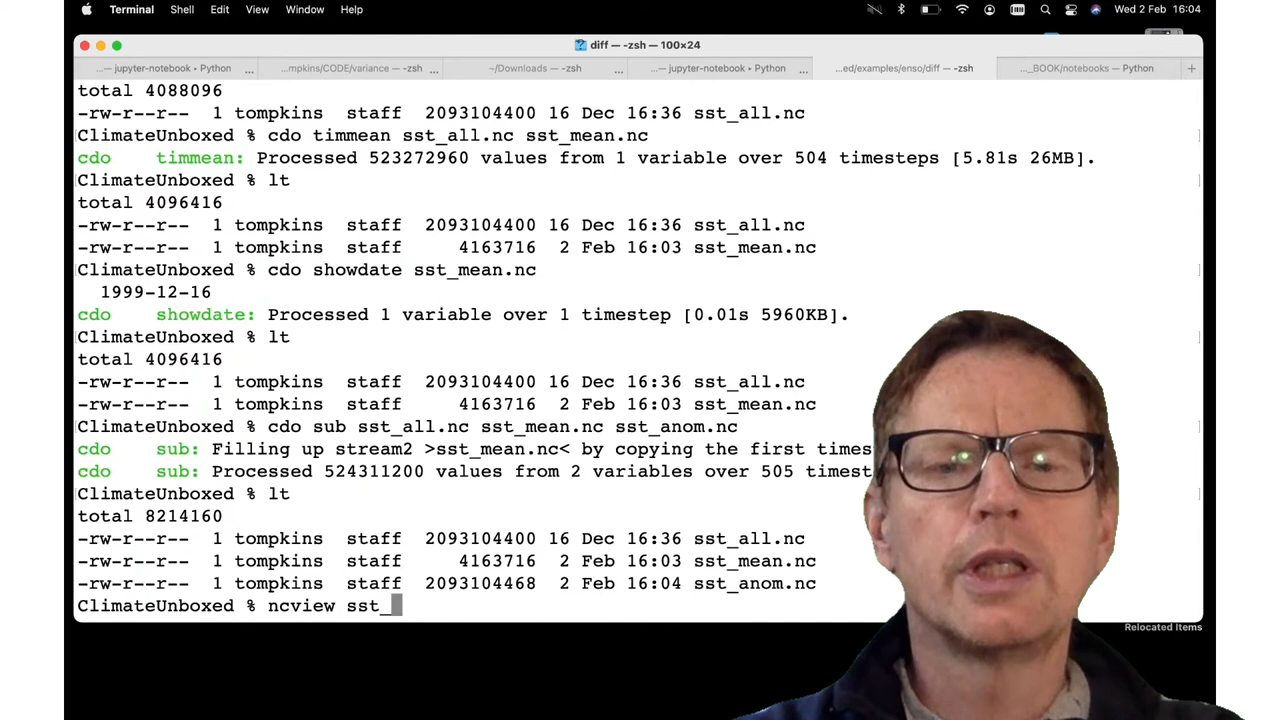 Terminal Shell Edit View Window Help Wed 2 Feb 16:04
diff — -zsh — 100×24
...— jupyter-notebook ▸ Python ... ...mpkins/CODE/variance — -zsh ... ~/Downloads — -zsh ... ...— jupyter-notebook ▸ Python ... ...ed/examples/enso/diff — -zsh ..._BOOK/notebooks — Python +
total 4088096
-rw-r--r-- 1 tompkins staff 2093104400 16 Dec 16:36 sst_all.nc
ClimateUnboxed % cdo timmean sst_all.nc sst_mean.nc
cdo timmean: Processed 523272960 values from 1 variable over 504 timesteps [5.81s 26MB].
ClimateUnboxed % lt
total 4096416
-rw-r--r-- 1 tompkins staff 2093104400 16 Dec 16:36 sst_all.nc
-rw-r--r-- 1 tompkins staff 4163716 2 Feb 16:03 sst_mean.nc
ClimateUnboxed % cdo showdate sst_mean.nc
1999-12-16
cdo showdate: Processed 1 variable over 1 timestep [0.01s 5960KB].
ClimateUnboxed % lt
total 4096416
-rw-r--r-- 1 tompkins staff 2093104400 16 Dec 16:36 sst_all.nc
-rw-r--r-- 1 tompkins staff 4163716 2 Feb 16:03 sst_mean.nc
ClimateUnboxed % cdo sub sst_all.nc sst_mean.nc sst_anom.nc
cdo sub: Filling up stream2 >sst_mean.nc< by copying the first times
cdo sub: Processed 524311200 values from 2 variables over 505 timest
ClimateUnboxed % lt
total 8214160
-rw-r--r-- 1 tompkins staff 2093104400 16 Dec 16:36 sst_all.nc
-rw-r--r-- 1 tompkins staff 4163716 2 Feb 16:03 sst_mean.nc
-rw-r--r-- 1 tompkins staff 2093104468 2 Feb 16:04 sst_anom.nc
ClimateUnboxed % ncview sst_
Relocated Items